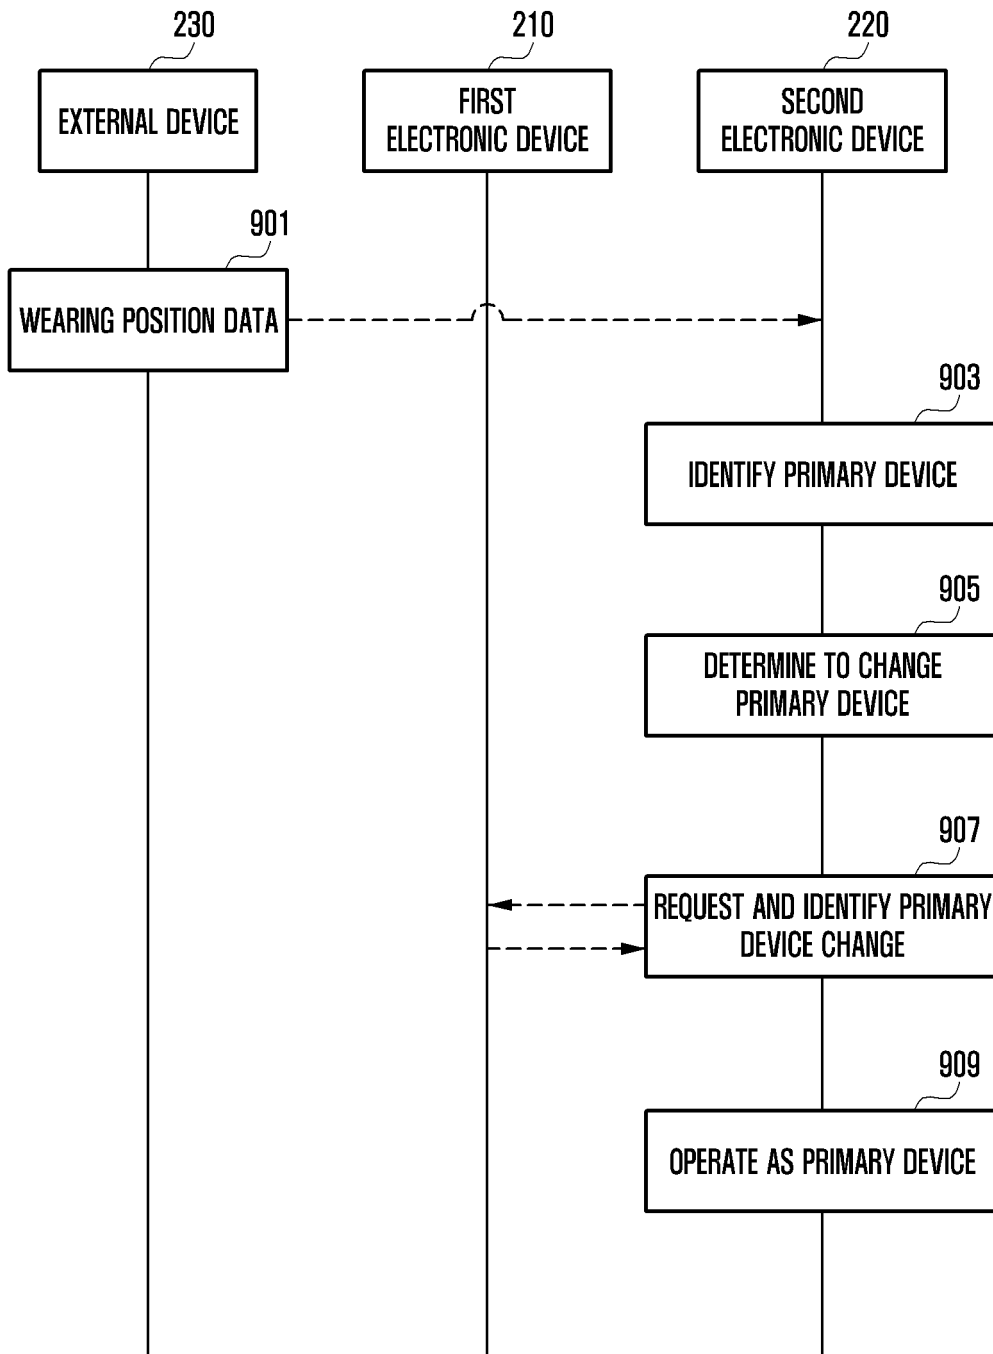 230
210
220
EXTERNAL DEVICE
FIRST
ELECTRONIC DEVICE
SECOND
ELECTRONIC DEVICE
901
WEARING POSITION DATA
903
IDENTIFY PRIMARY DEVICE
905
DETERMINE TO CHANGE
PRIMARY DEVICE
907
REQUEST AND IDENTIFY PRIMARY
DEVICE CHANGE
909
OPERATE AS PRIMARY DEVICE